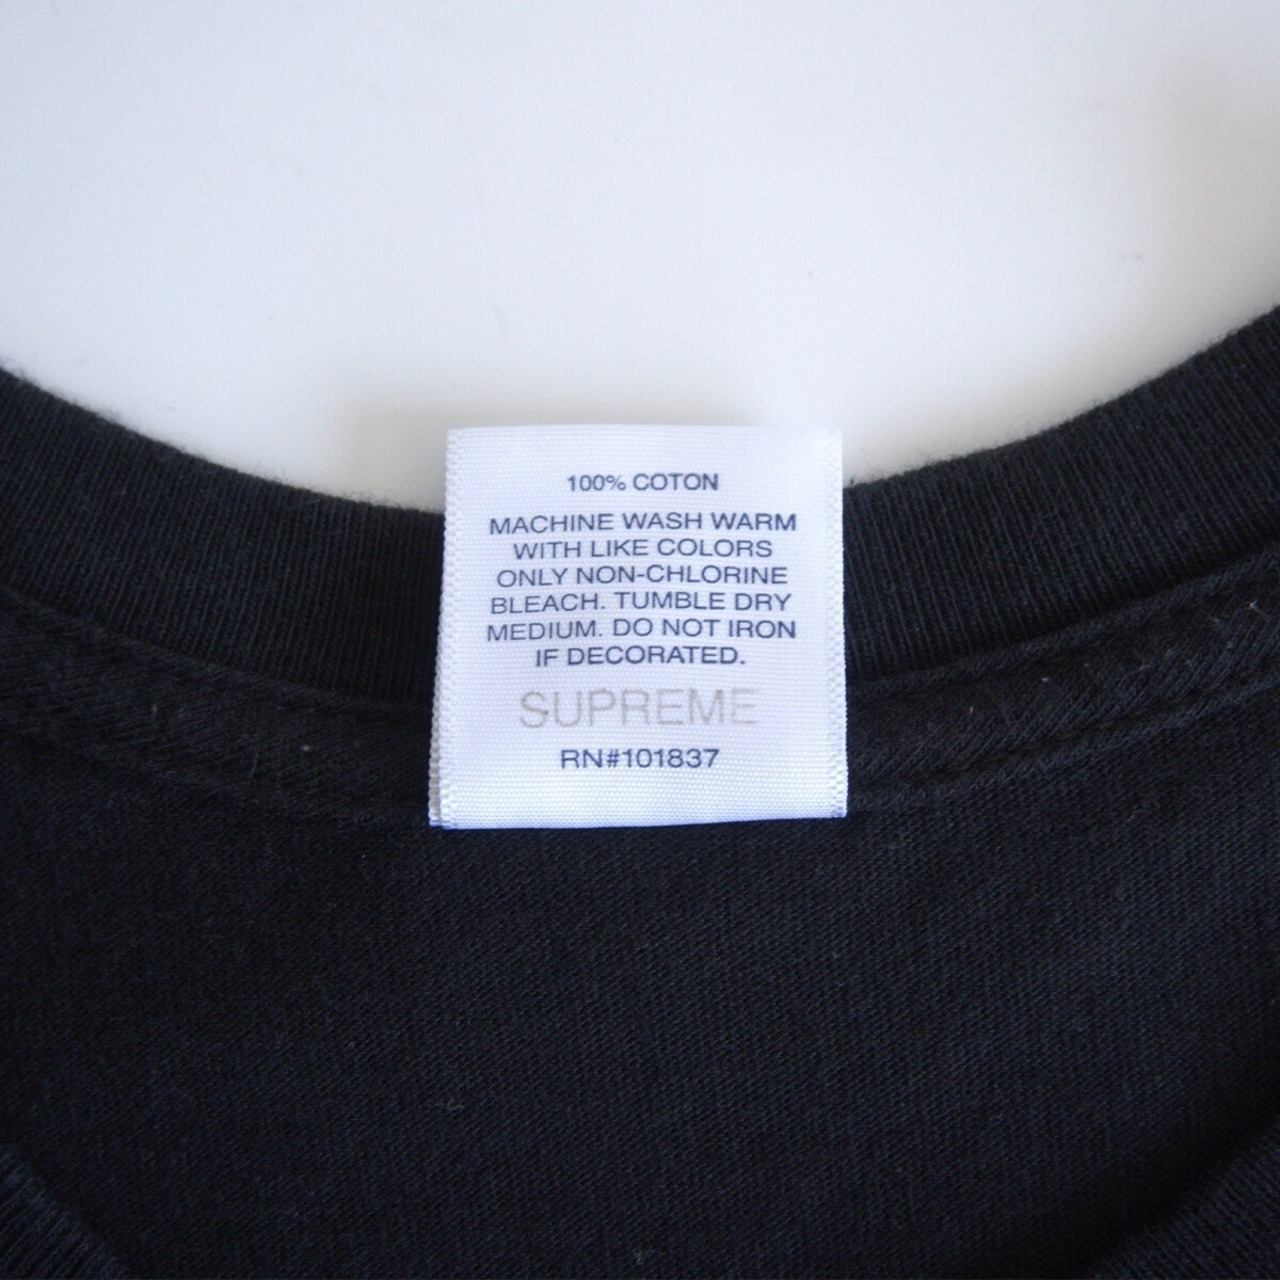 100% COTON
MACHINE WASH WARM
WITH LIKE COLORS
ONLY NON-CHLORINE
BLEACH. TUMBLE DRY
MEDIUM. DO NOT IRON
IF DECORATED.
SUPREME
RN#101837